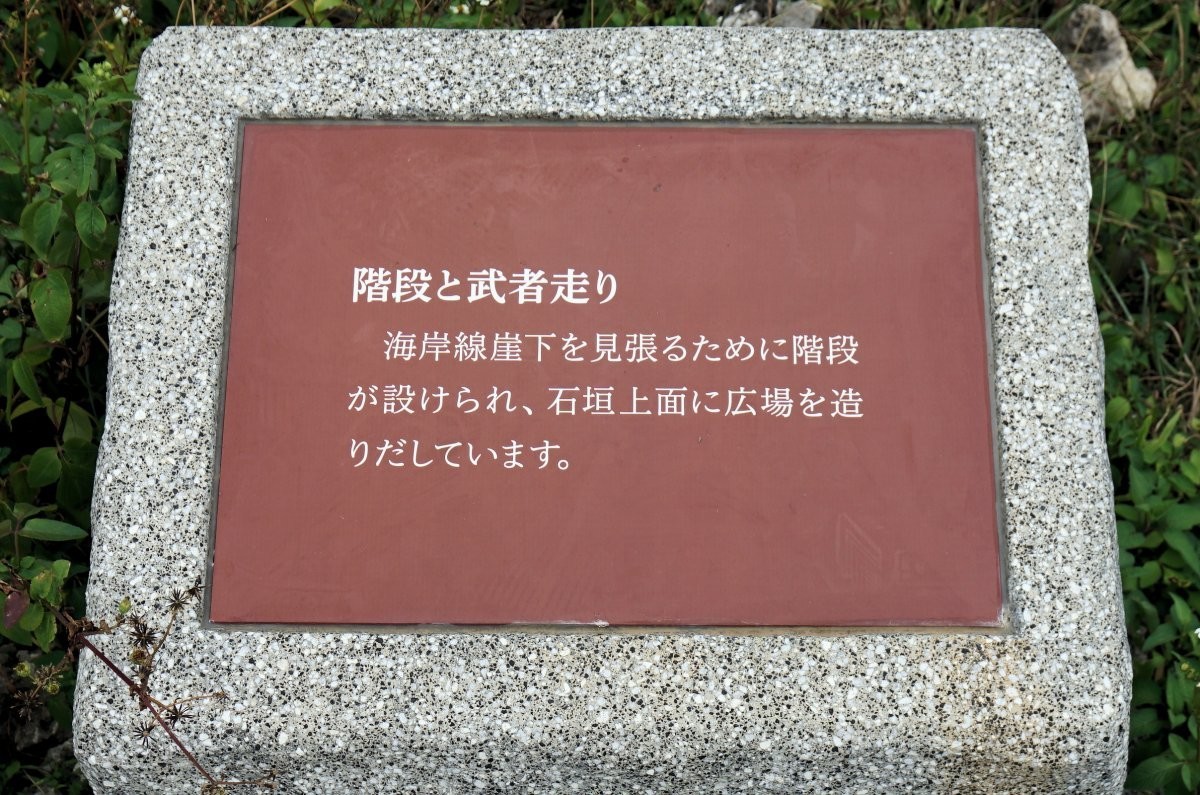 階段と武者走り
海岸線崖下を見張るために階段
が設けられ、石垣上面に広場を造
りだしています。